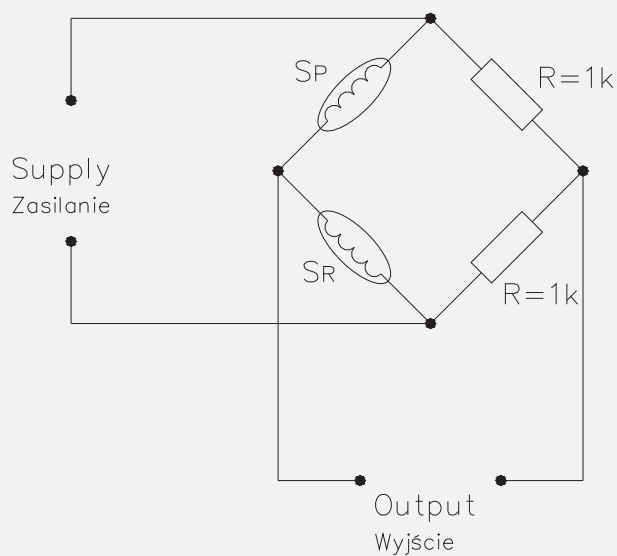 SP
R=1k
Supply
Zasilanie
SR
R=1k
Output
Wyjście